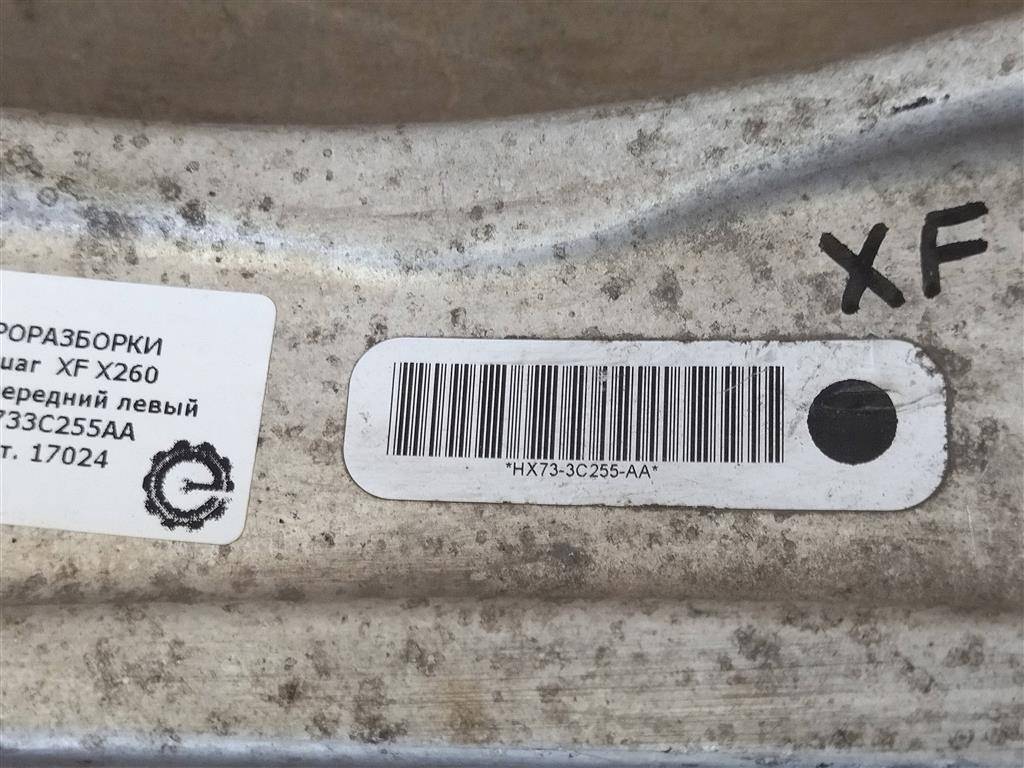 XF
РОРАЗБОРКИ
uar XF X260
ередний левый
733C255AA
т. 17024
*HX73-3C255-AA*